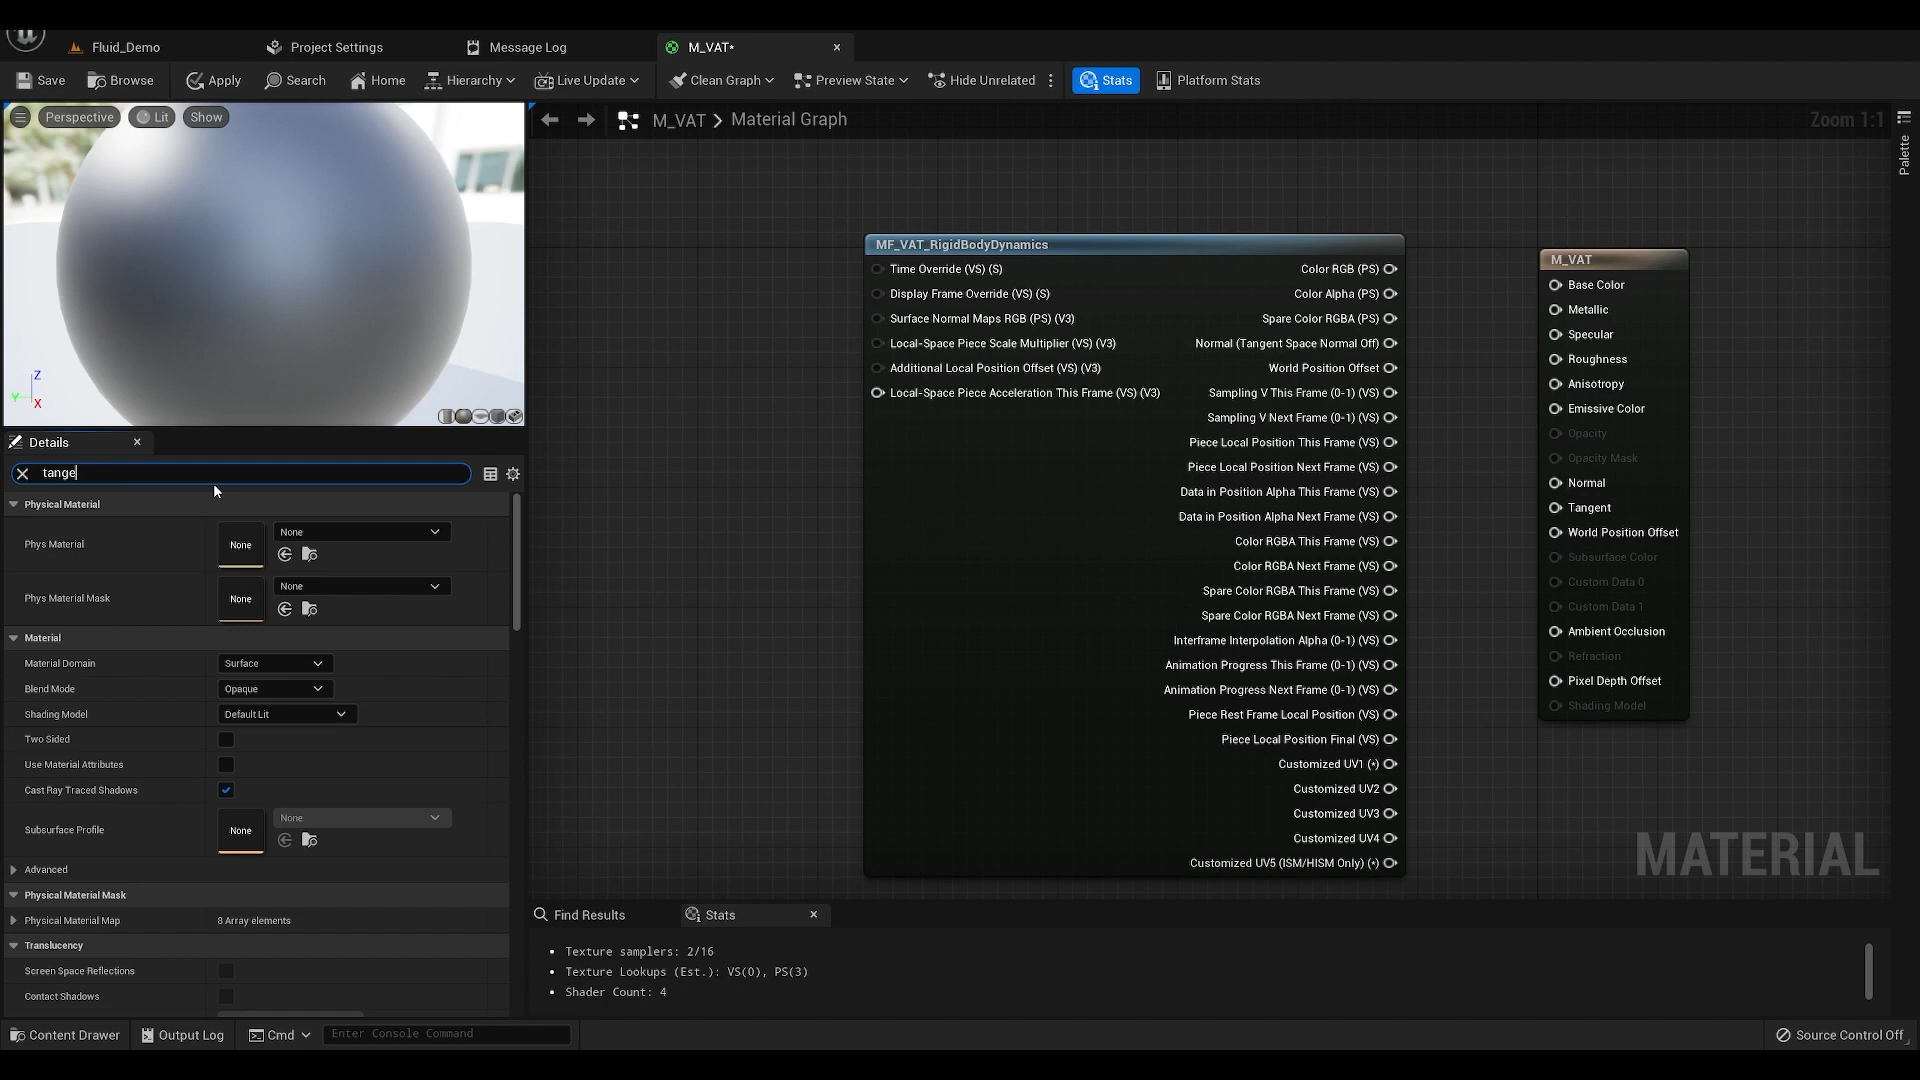 Fluid_Demo
Project Settings
Message Log
M_VAT*
Save
Browse
Apply
Search
Home
Hierarchy
Live Update
Clean Graph
Preview State
Hide Unrelated
Stats
Platform Stats
Perspective
Lit
Show
M_VAT > Material Graph
Zoom 1:1
Palette
Z
Y
X
Details
tange
Physical Material
Phys Material
None
None
Phys Material Mask
None
None
Material
Material Domain
Surface
Blend Mode
Opaque
Shading Model
Default Lit
Two Sided
Use Material Attributes
Cast Ray Traced Shadows
Subsurface Profile
None
None
Advanced
Physical Material Mask
Physical Material Map
8 Array elements
Translucency
Screen Space Reflections
Contact Shadows
MF_VAT_RigidBodyDynamics
Time Override (VS) (S)
Display Frame Override (VS) (S)
Surface Normal Maps RGB (PS) (V3)
Local-Space Piece Scale Multiplier (VS) (V3)
Additional Local Position Offset (VS) (V3)
Local-Space Piece Acceleration This Frame (VS) (V3)
Color RGB (PS)
Color Alpha (PS)
Spare Color RGBA (PS)
Normal (Tangent Space Normal Off)
World Position Offset
Sampling V This Frame (0-1) (VS)
Sampling V Next Frame (0-1) (VS)
Piece Local Position This Frame (VS)
Piece Local Position Next Frame (VS)
Data in Position Alpha This Frame (VS)
Data in Position Alpha Next Frame (VS)
Color RGBA This Frame (VS)
Color RGBA Next Frame (VS)
Spare Color RGBA This Frame (VS)
Spare Color RGBA Next Frame (VS)
Interframe Interpolation Alpha (0-1) (VS)
Animation Progress This Frame (0-1) (VS)
Animation Progress Next Frame (0-1) (VS)
Piece Rest Frame Local Position (VS)
Piece Local Position Final (VS)
Customized UV1 (*)
Customized UV2
Customized UV3
Customized UV4
Customized UV5 (ISM/HISM Only) (*)
M_VAT
Base Color
Metallic
Specular
Roughness
Anisotropy
Emissive Color
Opacity
Opacity Mask
Normal
Tangent
World Position Offset
Subsurface Color
Custom Data 0
Custom Data 1
Ambient Occlusion
Refraction
Pixel Depth Offset
Shading Model
MATERIAL
Find Results
Stats
Texture samplers: 2/16
Texture Lookups (Est.): VS(0), PS(3)
Shader Count: 4
Content Drawer
Output Log
Cmd
Enter Console Command
Source Control Off